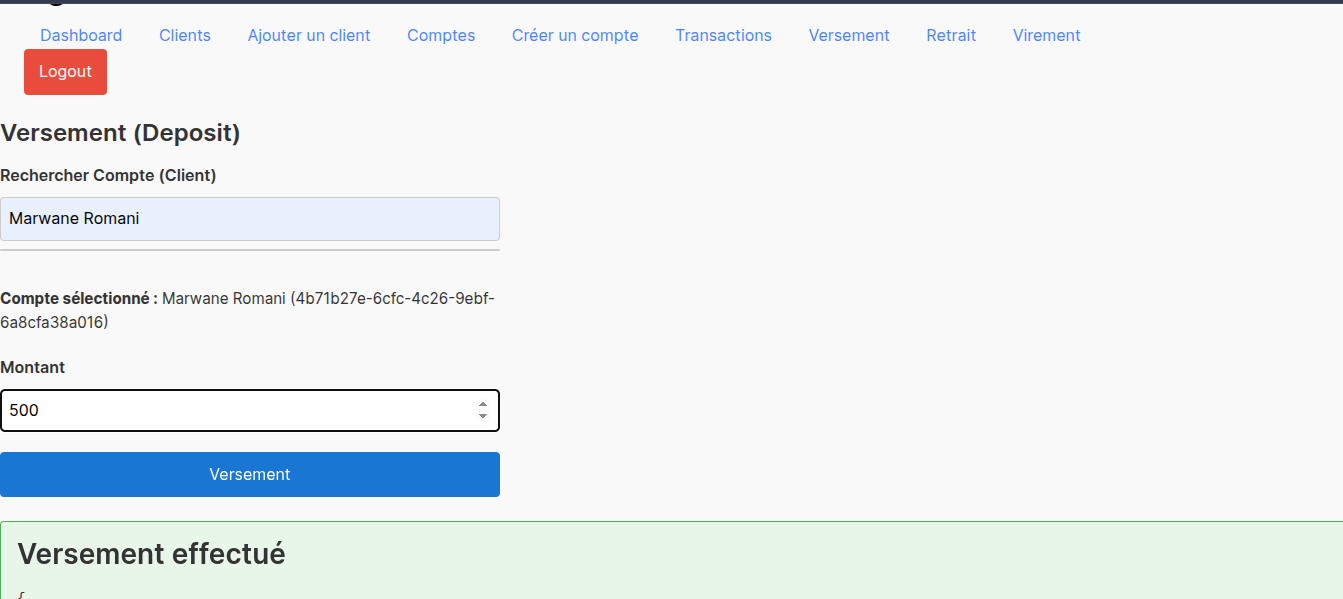 Dashboard Clients Ajouter un client Comptes Créer un compte Transactions Versement Retrait Virement
Logout
Versement (Deposit)
Rechercher Compte (Client)
Marwane Romani
Compte sélectionné : Marwane Romani (4b71b27e-6cfc-4c26-9ebf-
6a8cfa38a016)
Montant
500
Versement
Versement effectué
{